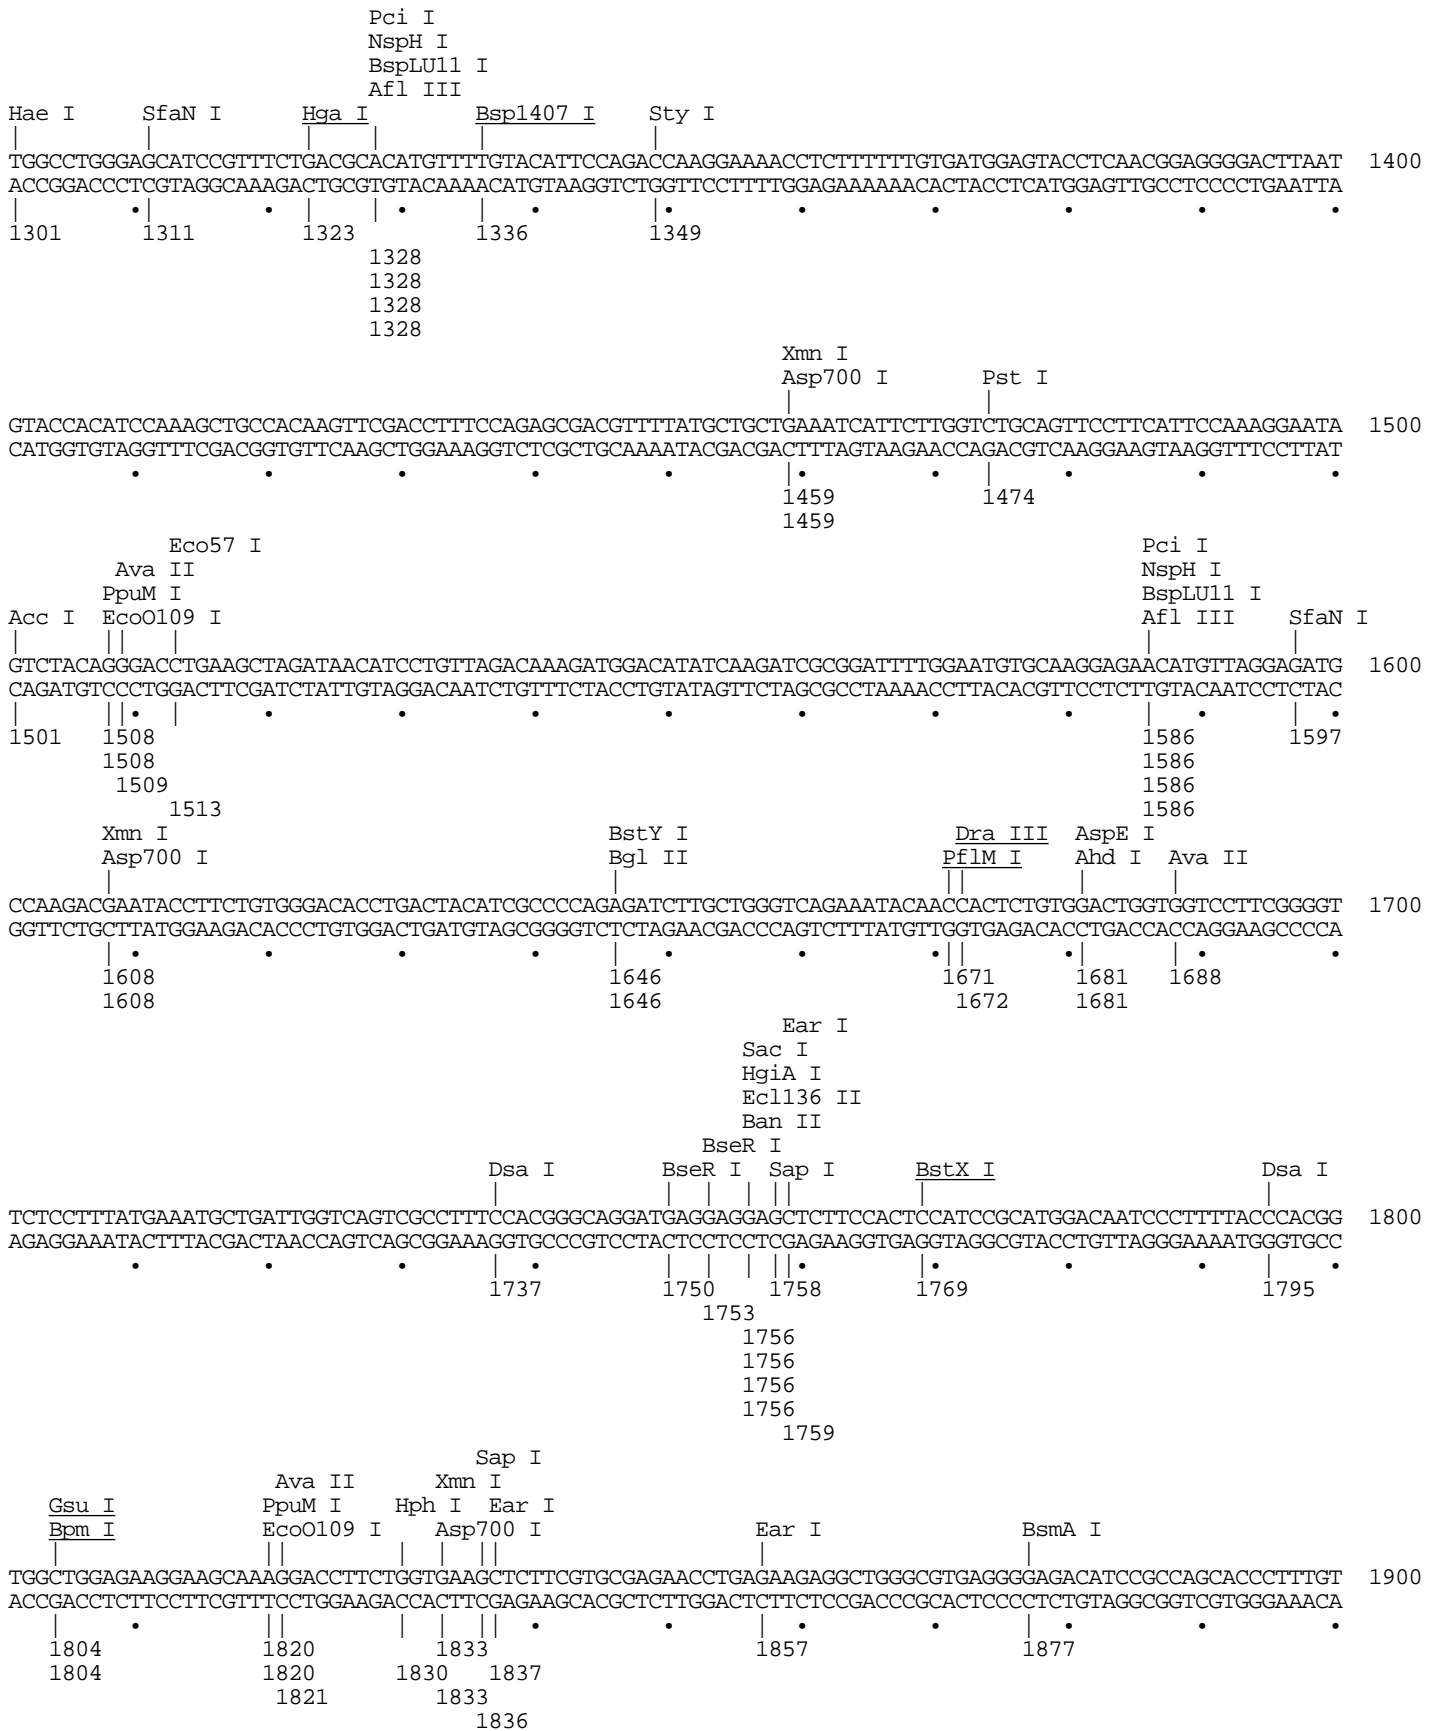 Pci I
NspH I
BspLU11 I
Afl III
Hae I SfaN I Hga I Bsp1407 I Sty I
TGGCCTGGGAGCATCCGTTTCTGACGCACATGTTTTGTACATTCCAGACCAAGGAAAACCTCTTTTTTGTGATGGAGTACCTCAACGGAGGGGACTTAAT 1400
ACCGGACCCTCGTAGGCAAAGACTGCGTGTACAAAACATGTAAGGTCTGGTTCCTTTTGGAGAAAAAACACTACCTCATGGAGTTGCCTCCCCTGAATTA
1301 1311 1323 1336 1349
1328
1328
1328
1328
Xmn I
Asp700 I Pst I
GTACCACATCCAAAGCTGCCACAAGTTCGACCTTTCCAGAGCGACGTTTTATGCTGCTGAAATCATTCTTGGTCTGCAGTTCCTTCATTCCAAAGGAATA 1500
CATGGTGTAGGTTTCGACGGTGTTCAAGCTGGAAAGGTCTCGCTGCAAAATACGACGACTTTAGTAAGAACCAGACGTCAAGGAAGTAAGGTTTCCTTAT
1459 1474
1459
Eco57 I Pci I
Ava II NspH I
PpuM I BspLU11 I
Acc I EcoO109 I Afl III SfaN I
GTCTACAGGGACCTGAAGCTAGATAACATCCTGTTAGACAAAGATGGACATATCAAGATCGCGGATTTTGGAATGTGCAAGGAGAACATGTTAGGAGATG 1600
CAGATGTCCCTGGACTTCGATCTATTGTAGGACAATCTGTTTCTACCTGTATAGTTCTAGCGCCTAAAACCTTACACGTTCCTCTTGTACAATCCTCTAC
1501 1508 1586 1597
1508 1586
1509 1586
1513 1586
Xmn I BstY I Dra III AspE I
Asp700 I Bgl II PflM I Ahd I Ava II
CCAAGACGAATACCTTCTGTGGGACACCTGACTACATCGCCCCAGAGATCTTGCTGGGTCAGAAATACAACCACTCTGTGGACTGGTGGTCCTTCGGGGT 1700
GGTTCTGCTTATGGAAGACACCCTGTGGACTGATGTAGCGGGGTCTCTAGAACGACCCAGTCTTTATGTTGGTGAGACACCTGACCACCAGGAAGCCCCA
1608 1646 1671 1681 1688
1608 1646 1672 1681
Ear I
Sac I
HgiA I
Ecl136 II
Ban II
BseR I
Dsa I BseR I Sap I BstX I Dsa I
TCTCCTTTATGAAATGCTGATTGGTCAGTCGCCTTTCCACGGGCAGGATGAGGAGGAGCTCTTCCACTCCATCCGCATGGACAATCCCTTTTACCCACGG 1800
AGAGGAAATACTTTACGACTAACCAGTCAGCGGAAAGGTGCCCGTCCTACTCCTCCTCGAGAAGGTGAGGTAGGCGTACCTGTTAGGGAAAATGGGTGCC
1737 1750 1758 1769 1795
1753
1756
1756
1756
1756
1759
Sap I
Ava II Xmn I
Gsu I PpuM I Hph I Ear I
Bpm I EcoO109 I Asp700 I Ear I BsmA I
TGGCTGGAGAAGGAAGCAAAGGACCTTCTGGTGAAGCTCTTCGTGCGAGAACCTGAGAAGAGGCTGGGCGTGAGGGGAGACATCCGCCAGCACCCTTTGT 1900
ACCGACCTCTTCCTTCGTTTCCTGGAAGACCACTTCGAGAAGCACGCTCTTGGACTCTTCTCCGACCCGCACTCCCCTCTGTAGGCGGTCGTGGGAAACA
1804 1820 1833 1857 1877
1804 1820 1830 1837
1821 1833
1836